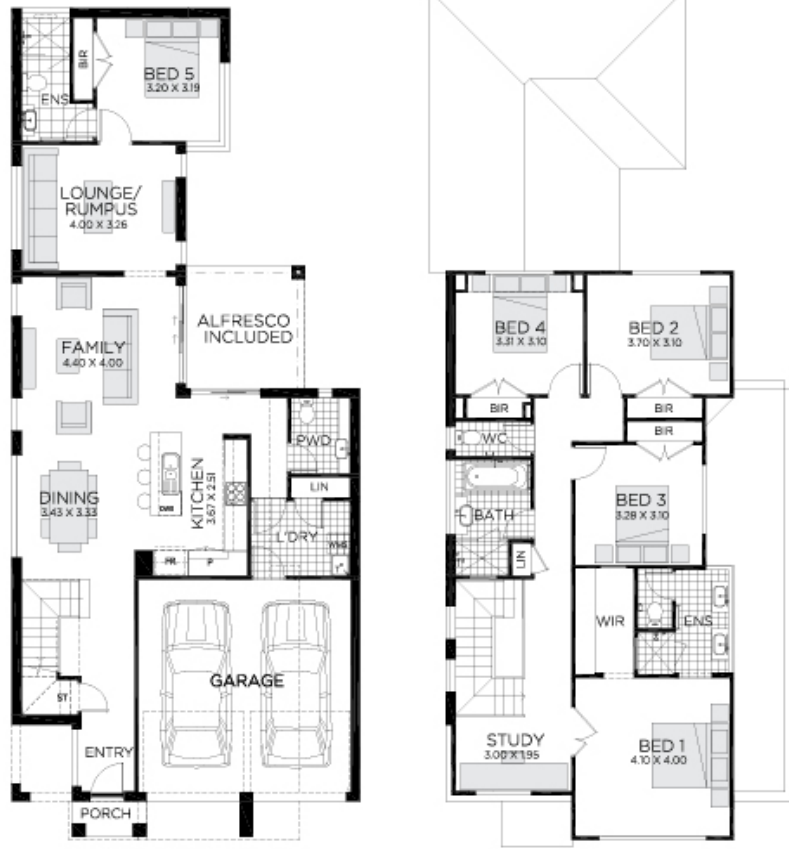 BIR
BED 5
3.20 X 3.19
ENS
LOUNGE/
RUMPUS
4.00 X 3.26
ALFRESCO
INCLUDED
FAMILY
4.40 X 4.00
PWD
KITCHEN
3.67 X 2.51
LIN
DINING
3.43 X 3.33
DWR
L'DRY
WMS
FR
P
GARAGE
ST
ENTRY
PORCH
BED 4
3.31 X 3.10
BED 2
3.70 X 3.10
BIR
BIR
BIR
WC
BED 3
3.28 X 3.10
BATH
LIN
WIR
ENS
STUDY
3.00 X 1.95
BED 1
4.10 X 4.00